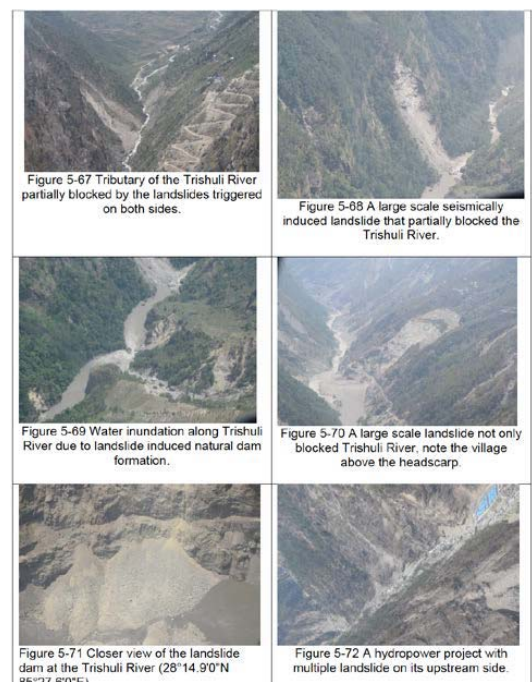 Figure 5-67 Tributary of the Trishuli River
partially blocked by the landslides triggered
on both sides.
Figure 5-68 A large scale seismically
induced landslide that partially blocked the
Trishuli River.
Figure 5-69 Water inundation along Trishuli
River due to landslide induced natural dam
formation.
Figure 5-70 A large scale landslide not only
blocked Trishuli River, note the village
above the headscarp.
Figure 5-71 Closer view of the landslide
dam at the Trishuli River (28°14.9'0"N
85°27.6'0"E)
Figure 5-72 A hydropower project with
multiple landslide on its upstream side.